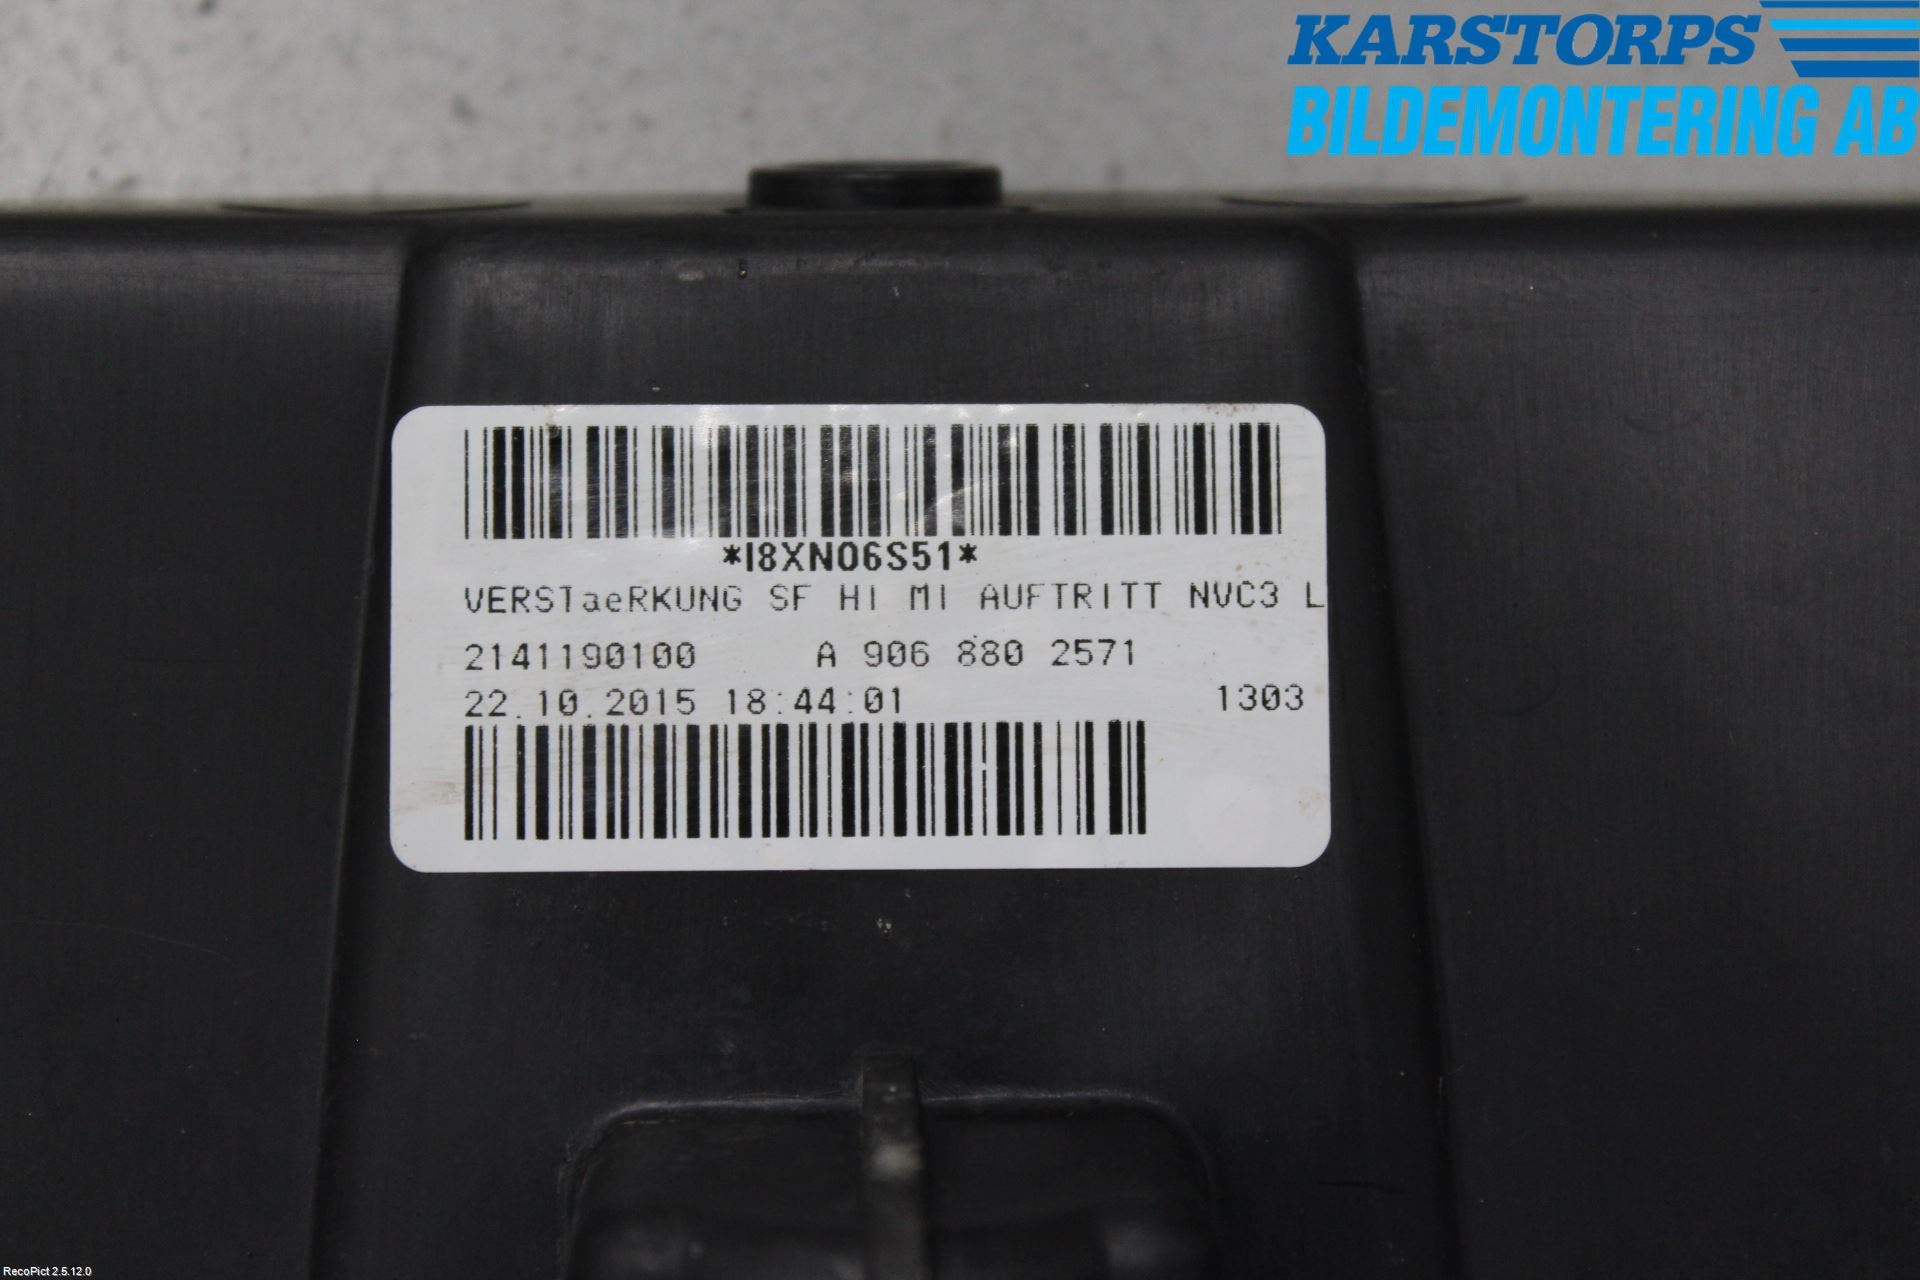 KARSTORPS
BILDEMONTERING AB
*I8XN06S51*
VERSTaeRKUNG SF HI MI AUFTRITT NVC3 L
2141190100 A 906 880 2571
22.10.2015 18:44:01 1303
RecoPict 2.5.12.0